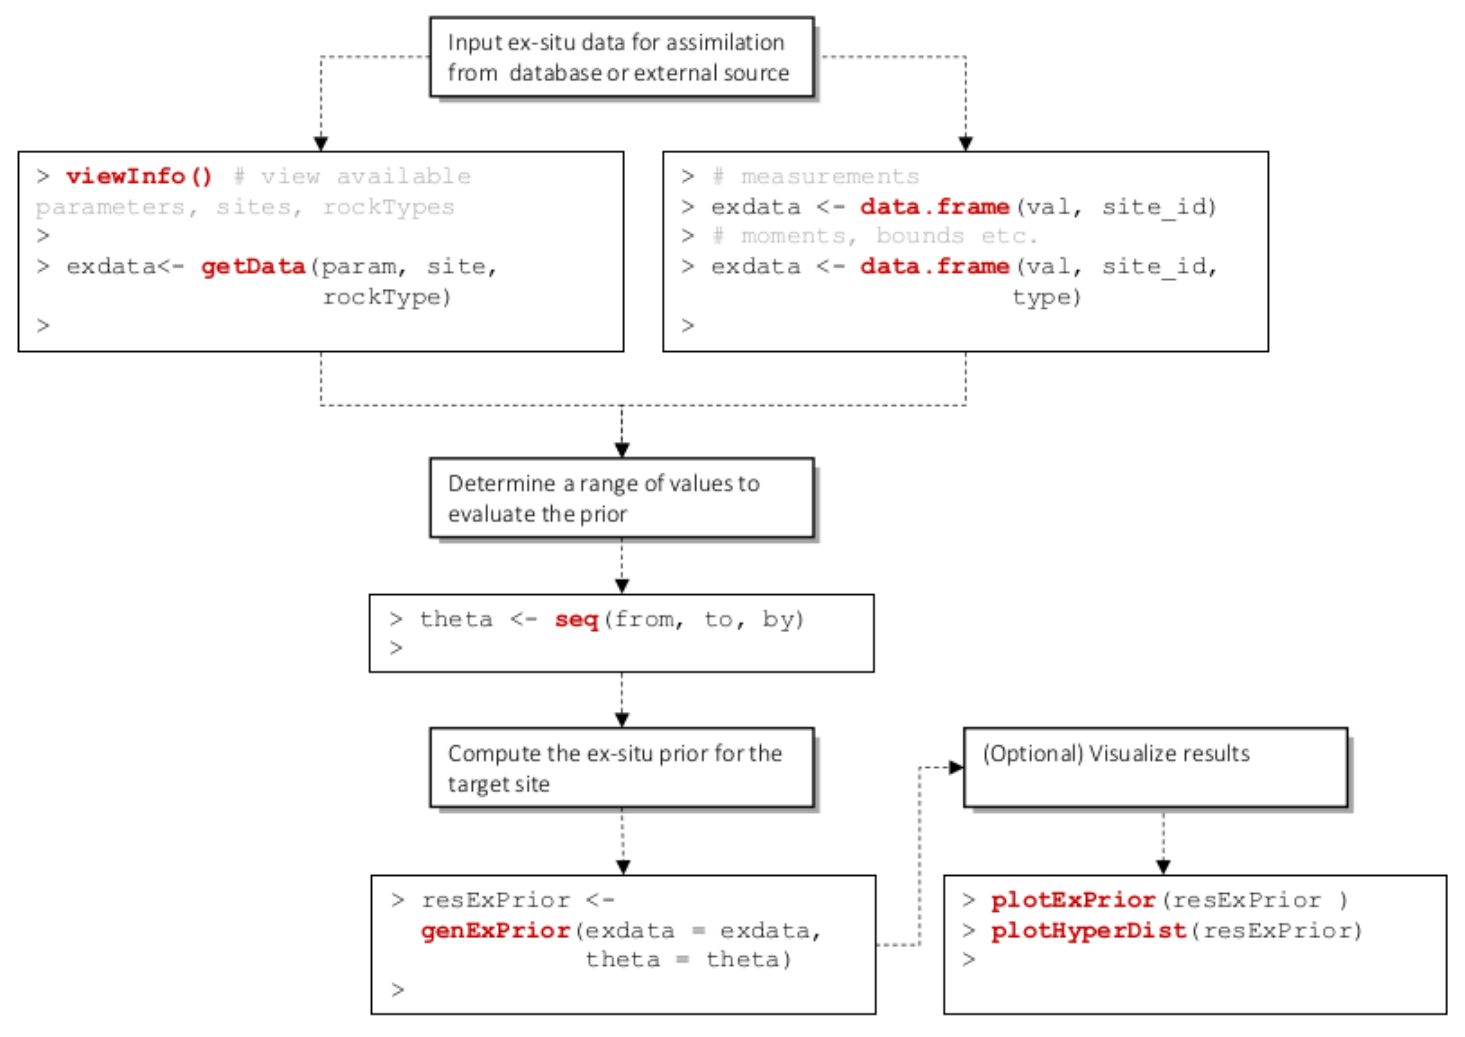 Input ex-situ data for assimilation
from database or external source
> viewInfo() # view available
parameters, sites, rockTypes
>
> exdata<- getData(param, site,
rockType)
>
> # measurements
> exdata <- data.frame(val, site_id)
> # moments, bounds etc.
> exdata <- data.frame(val, site_id,
type)
>
Determine a range of values to
evaluate the prior
> theta <- seq(from, to, by)
>
Compute the ex-situ prior for the
target site
> resExPrior <-
genExPrior(exdata = exdata,
theta = theta)
>
(Optional) Visualize results
> plotExPrior(resExPrior )
> plotHyperDist(resExPrior)
>